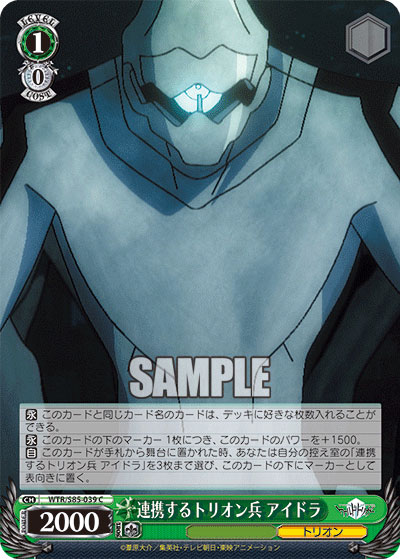 LEVEL
1
0
COST
SAMPLE
永 このカードと同じカード名のカードは、デッキに好きな枚数入れることが
できる。
永 このカードの下のマーカー1枚につき、このカードのパワーを＋1500。
自 このカードが手札から舞台に置かれた時、あなたは自分の控え室の「連携
するトリオン兵 アイドラ」を3枚まで選び、このカードの下にマーカーとして
表向きに置く。
CH WTR/S85-039 C
POWER 2000
連携するトリオン兵 アイドラ
トリオン
©葦原大介／集英社・テレビ朝日・東映アニメーション